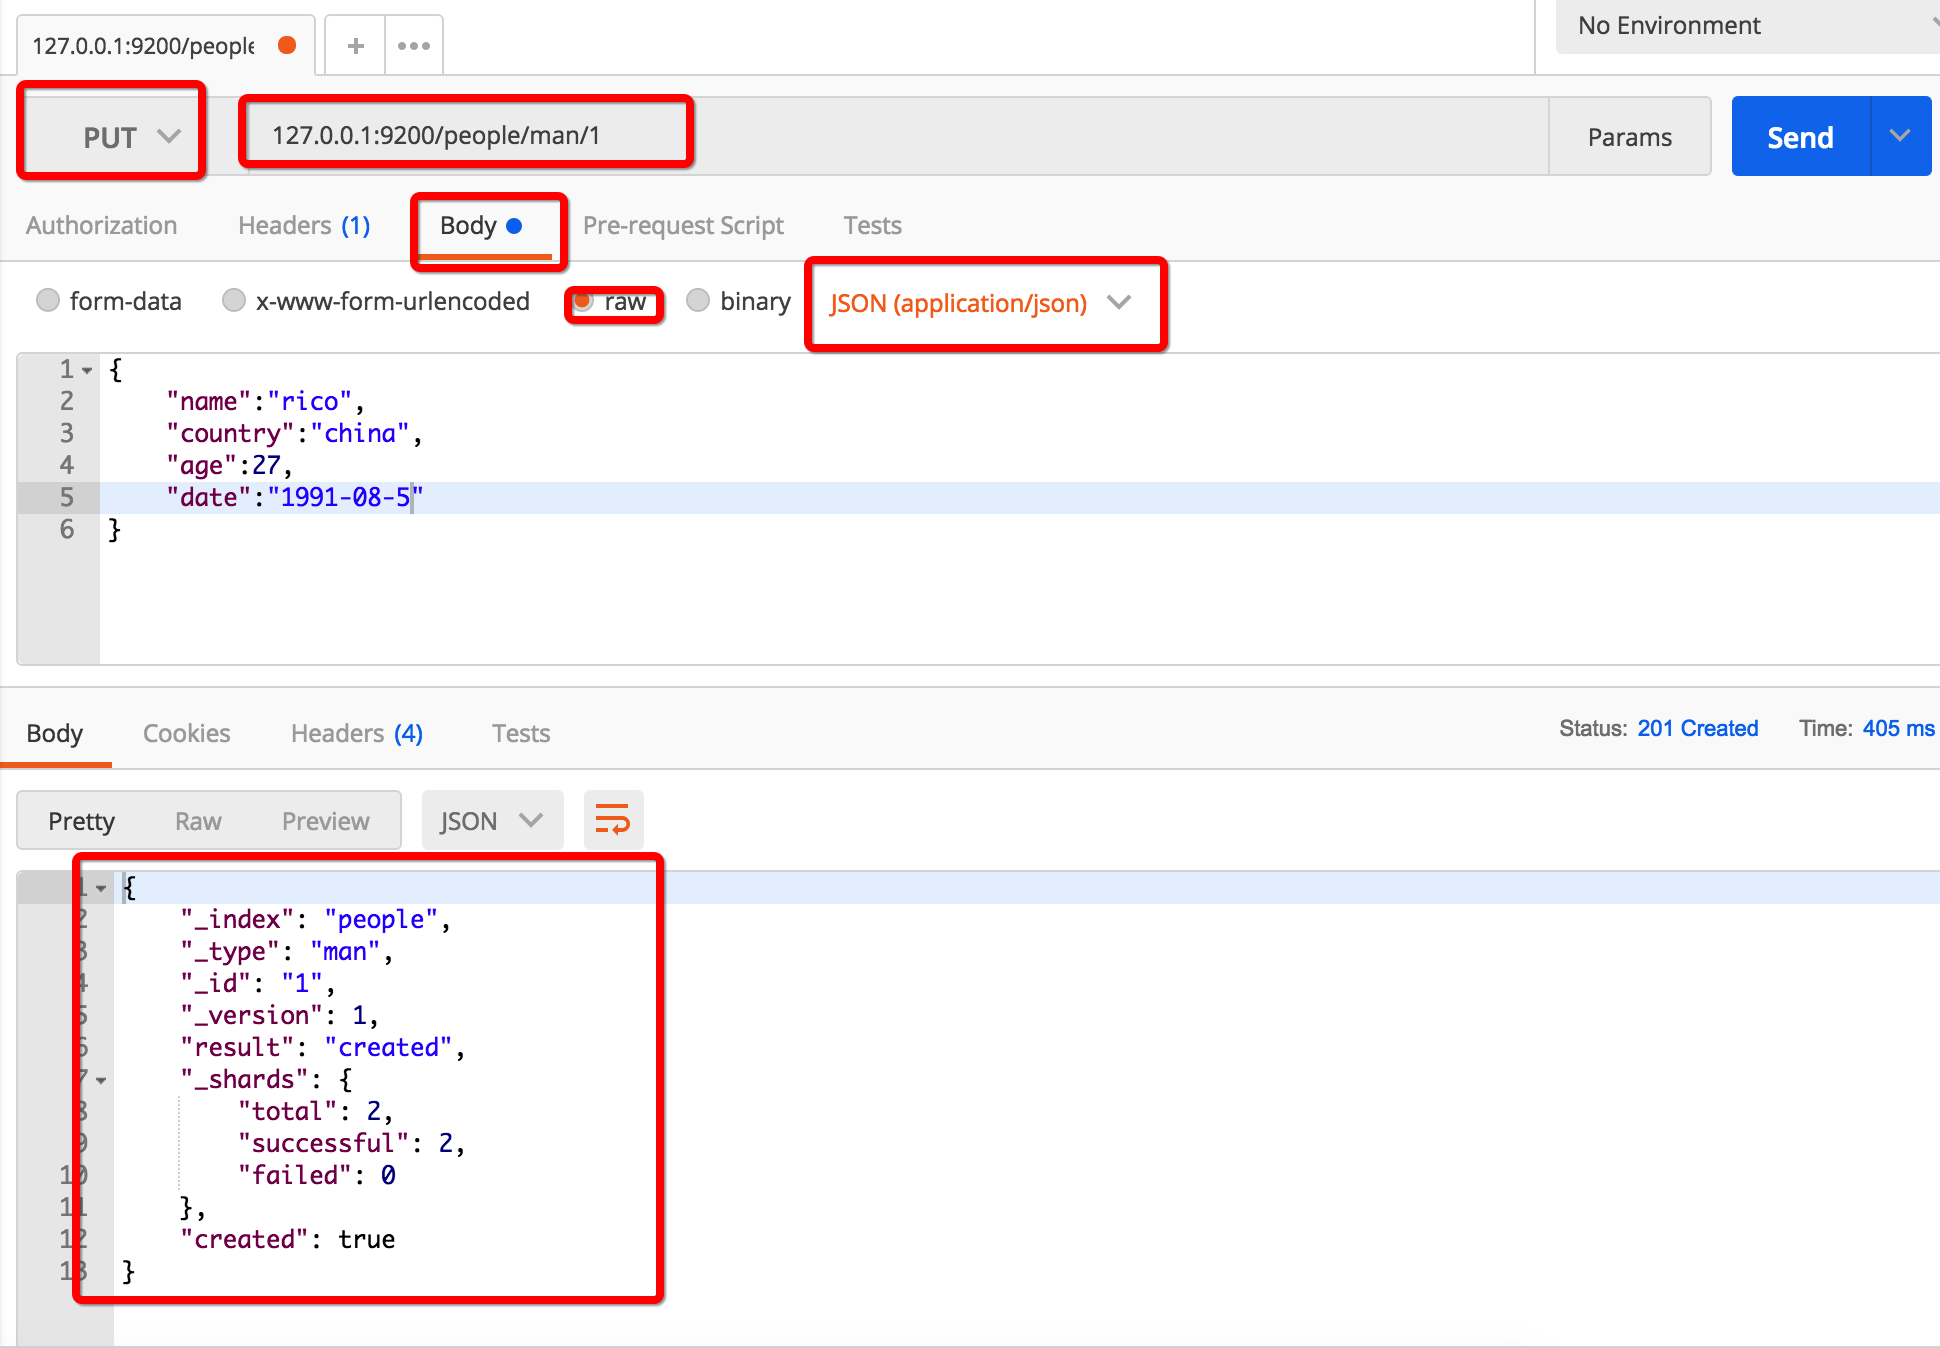 127.0.0.1:9200/people
No Environment
PUT 127.0.0.1:9200/people/man/1 Params Send
Authorization Headers (1) Body Pre-request Script Tests
form-data x-www-form-urlencoded raw binary JSON (application/json)
1 {
2 "name":"rico",
3 "country":"china",
4 "age":27,
5 "date":"1991-08-5"
6 }
Body Cookies Headers (4) Tests Status: 201 Created Time: 405 ms
Pretty Raw Preview JSON
1 {
2 "_index": "people",
3 "_type": "man",
4 "_id": "1",
5 "_version": 1,
6 "result": "created",
7 "_shards": {
8 "total": 2,
9 "successful": 2,
10 "failed": 0
11 },
12 "created": true
13 }